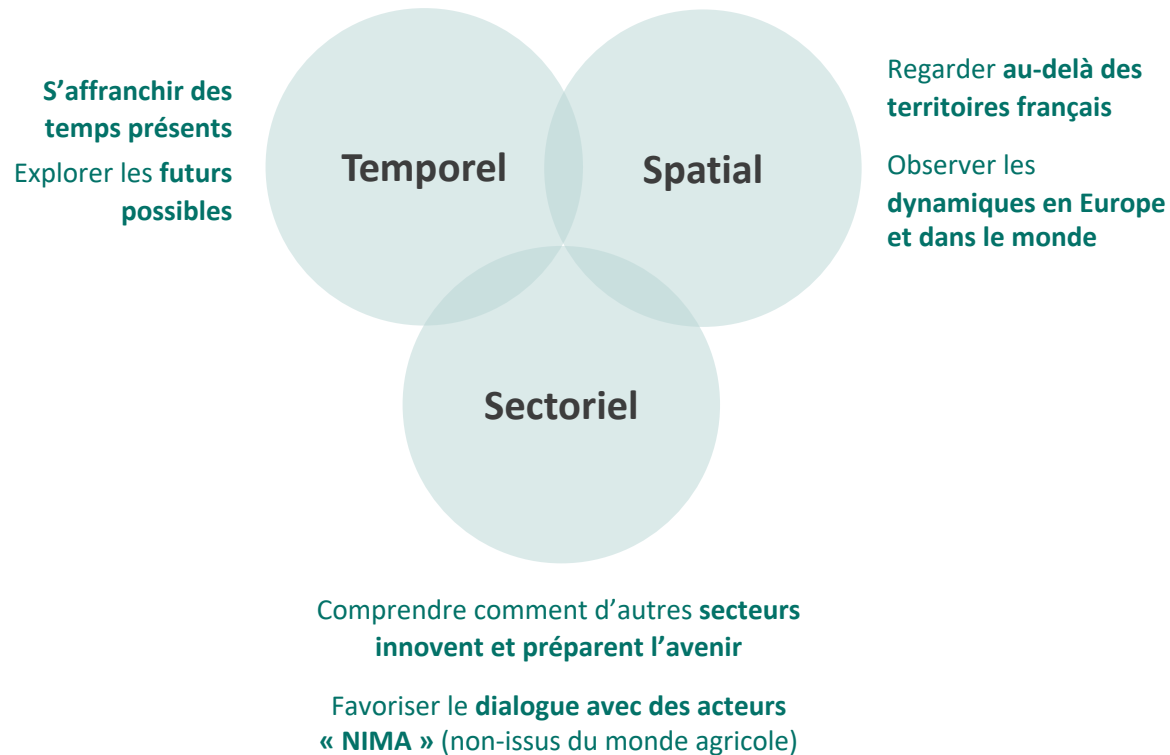 S’affranchir des
temps présents
Explorer les futurs
possibles
Temporel
Spatial
Regarder au-delà des
territoires français
Observer les
dynamiques en Europe
et dans le monde
Sectoriel
Comprendre comment d’autres secteurs
innovent et préparent l’avenir
Favoriser le dialogue avec des acteurs
« NIMA » (non-issus du monde agricole)